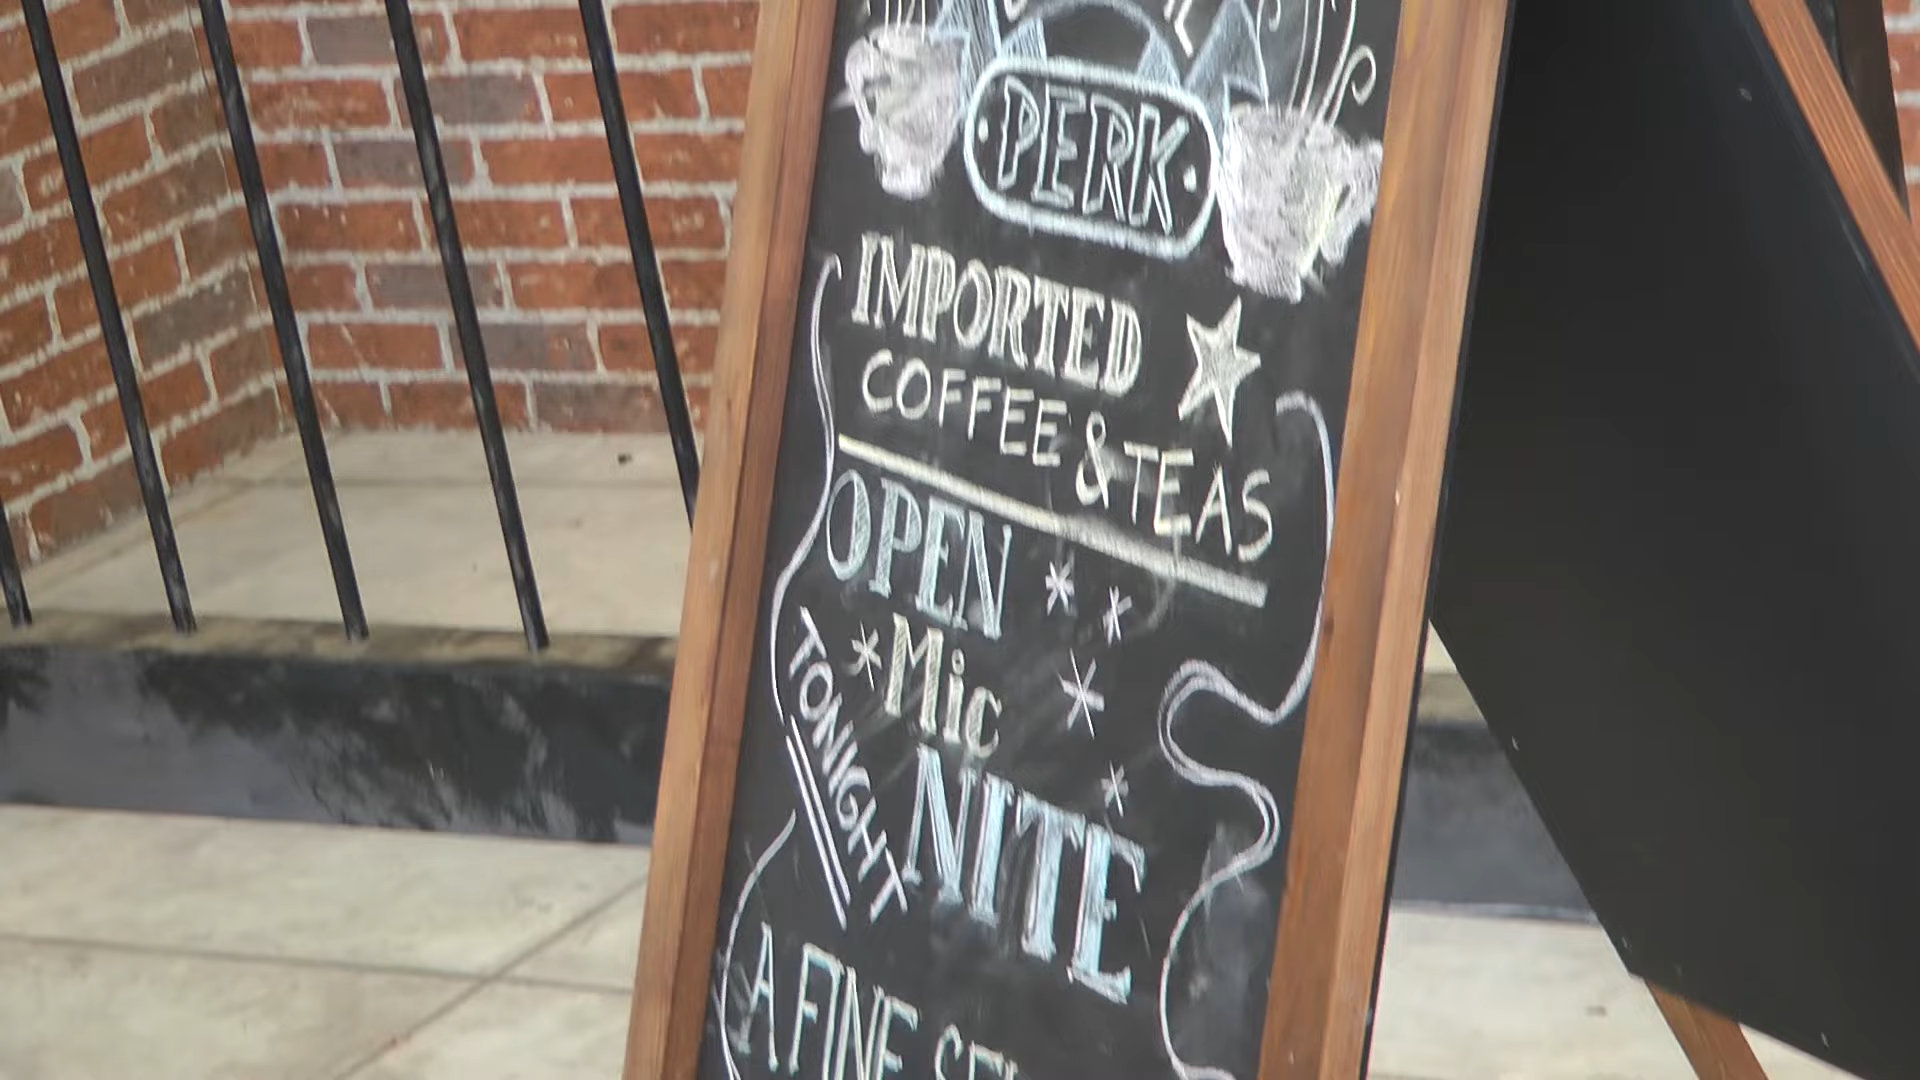 PERK
IMPORTED
COFFEE & TEAS
OPEN
Mic
NITE
TONIGHT
A FINE